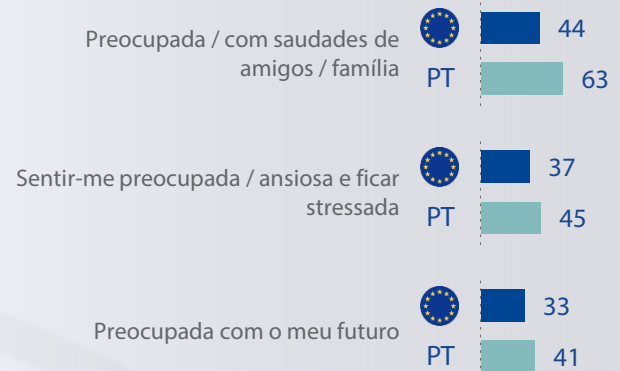 Preocupada / com saudades de
amigos / família
44
PT 63
Sentir-me preocupada / ansiosa e ficar
stressada
37
PT 45
Preocupada com o meu futuro
33
PT 41